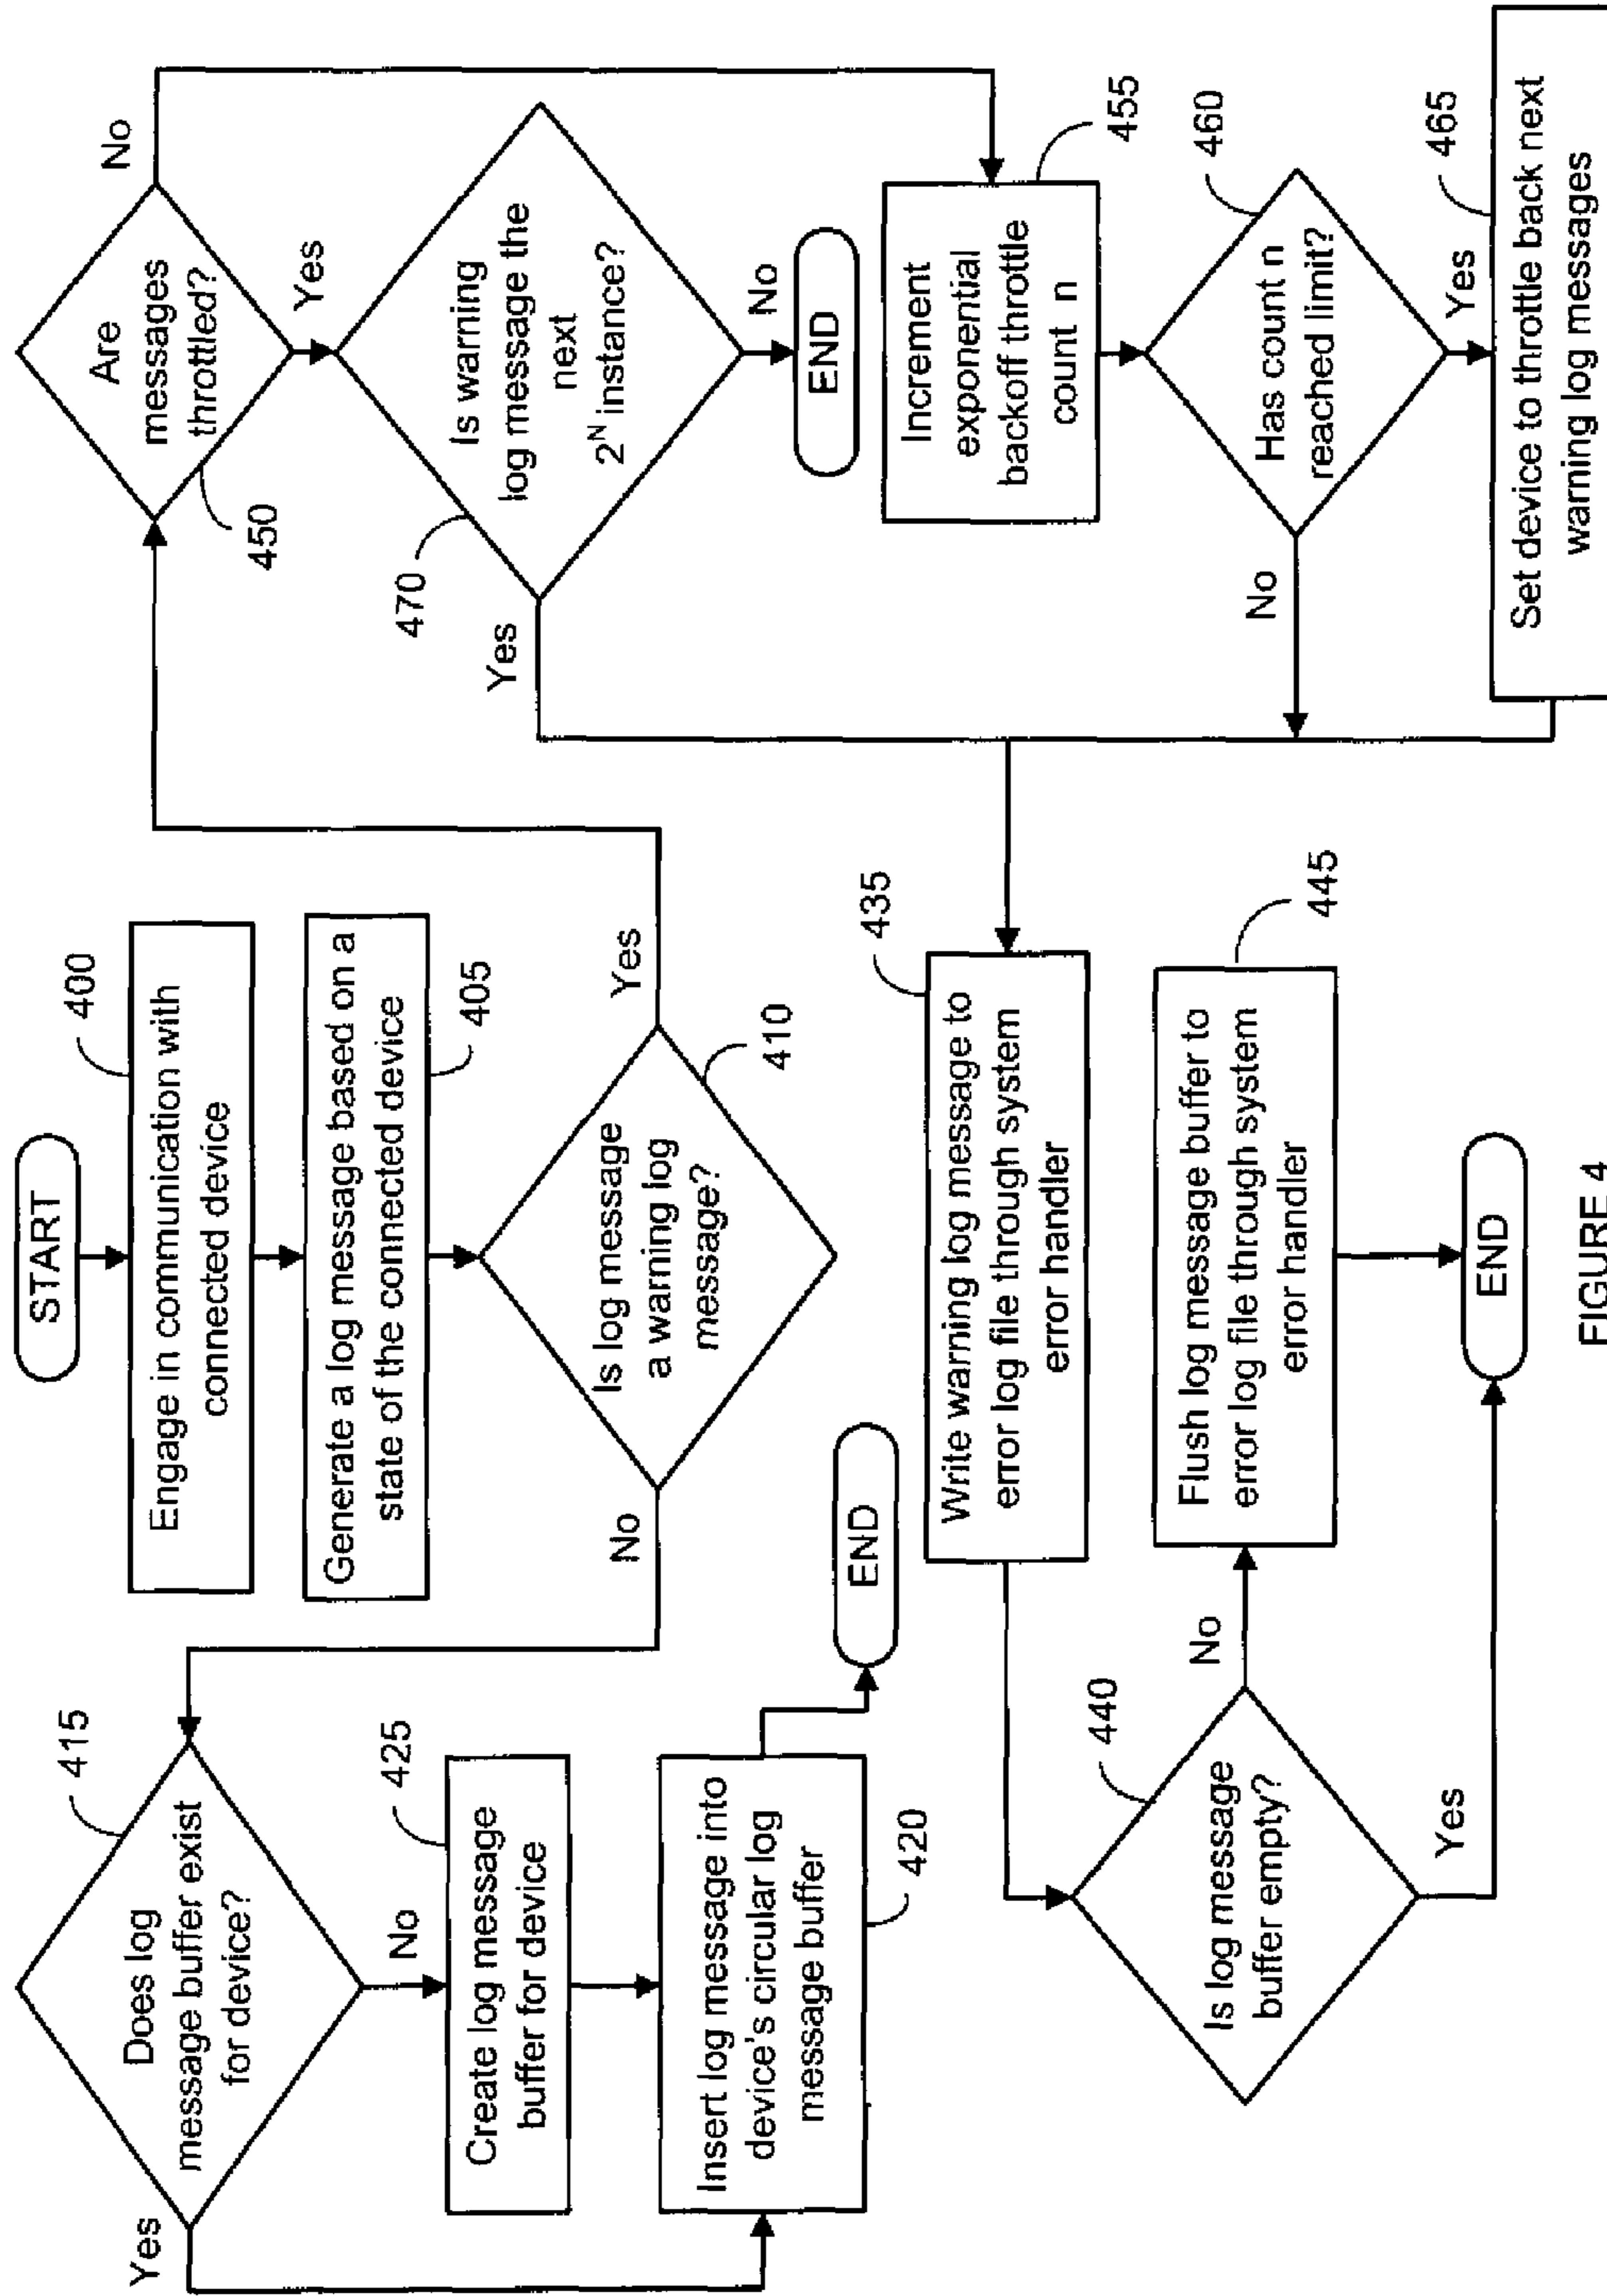 START
400
Engage in communication with
connected device
405
Generate a log message based on a
state of the connected device
410
Is log message
a warning log
message?
No
Yes
415
Does log
message buffer exist
for device?
Yes
No
425
Create log message
buffer for device
Insert log message into
device's circular log
message buffer
420
END
450
Are
messages
throttled?
No
Yes
470
Is warning
log message the
next
2^N instance?
Yes
No
END
455
Increment
exponential
backoff throttle
count n
460
Has count n
reached limit?
No
Yes
465
Set device to throttle back next
warning log messages
435
Write warning log message to
error log file through system
error handler
440
Is log message
buffer empty?
No
Yes
445
Flush log message buffer to
error log file through system
error handler
END
FIGURE 4